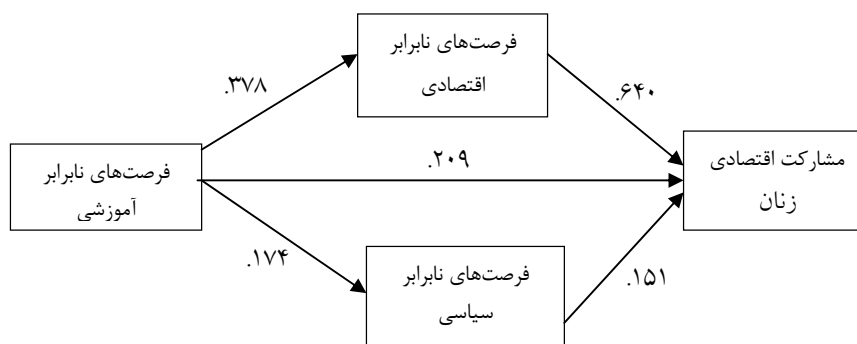 فرصت‌های نابرابر
اقتصادی
.۳۷۸
.۶۴۰
فرصت‌های نابرابر
آموزشی
.۲۰۹
مشارکت اقتصادی
زنان
.۱۷۴
فرصت‌های نابرابر
سیاسی
.۱۵۱